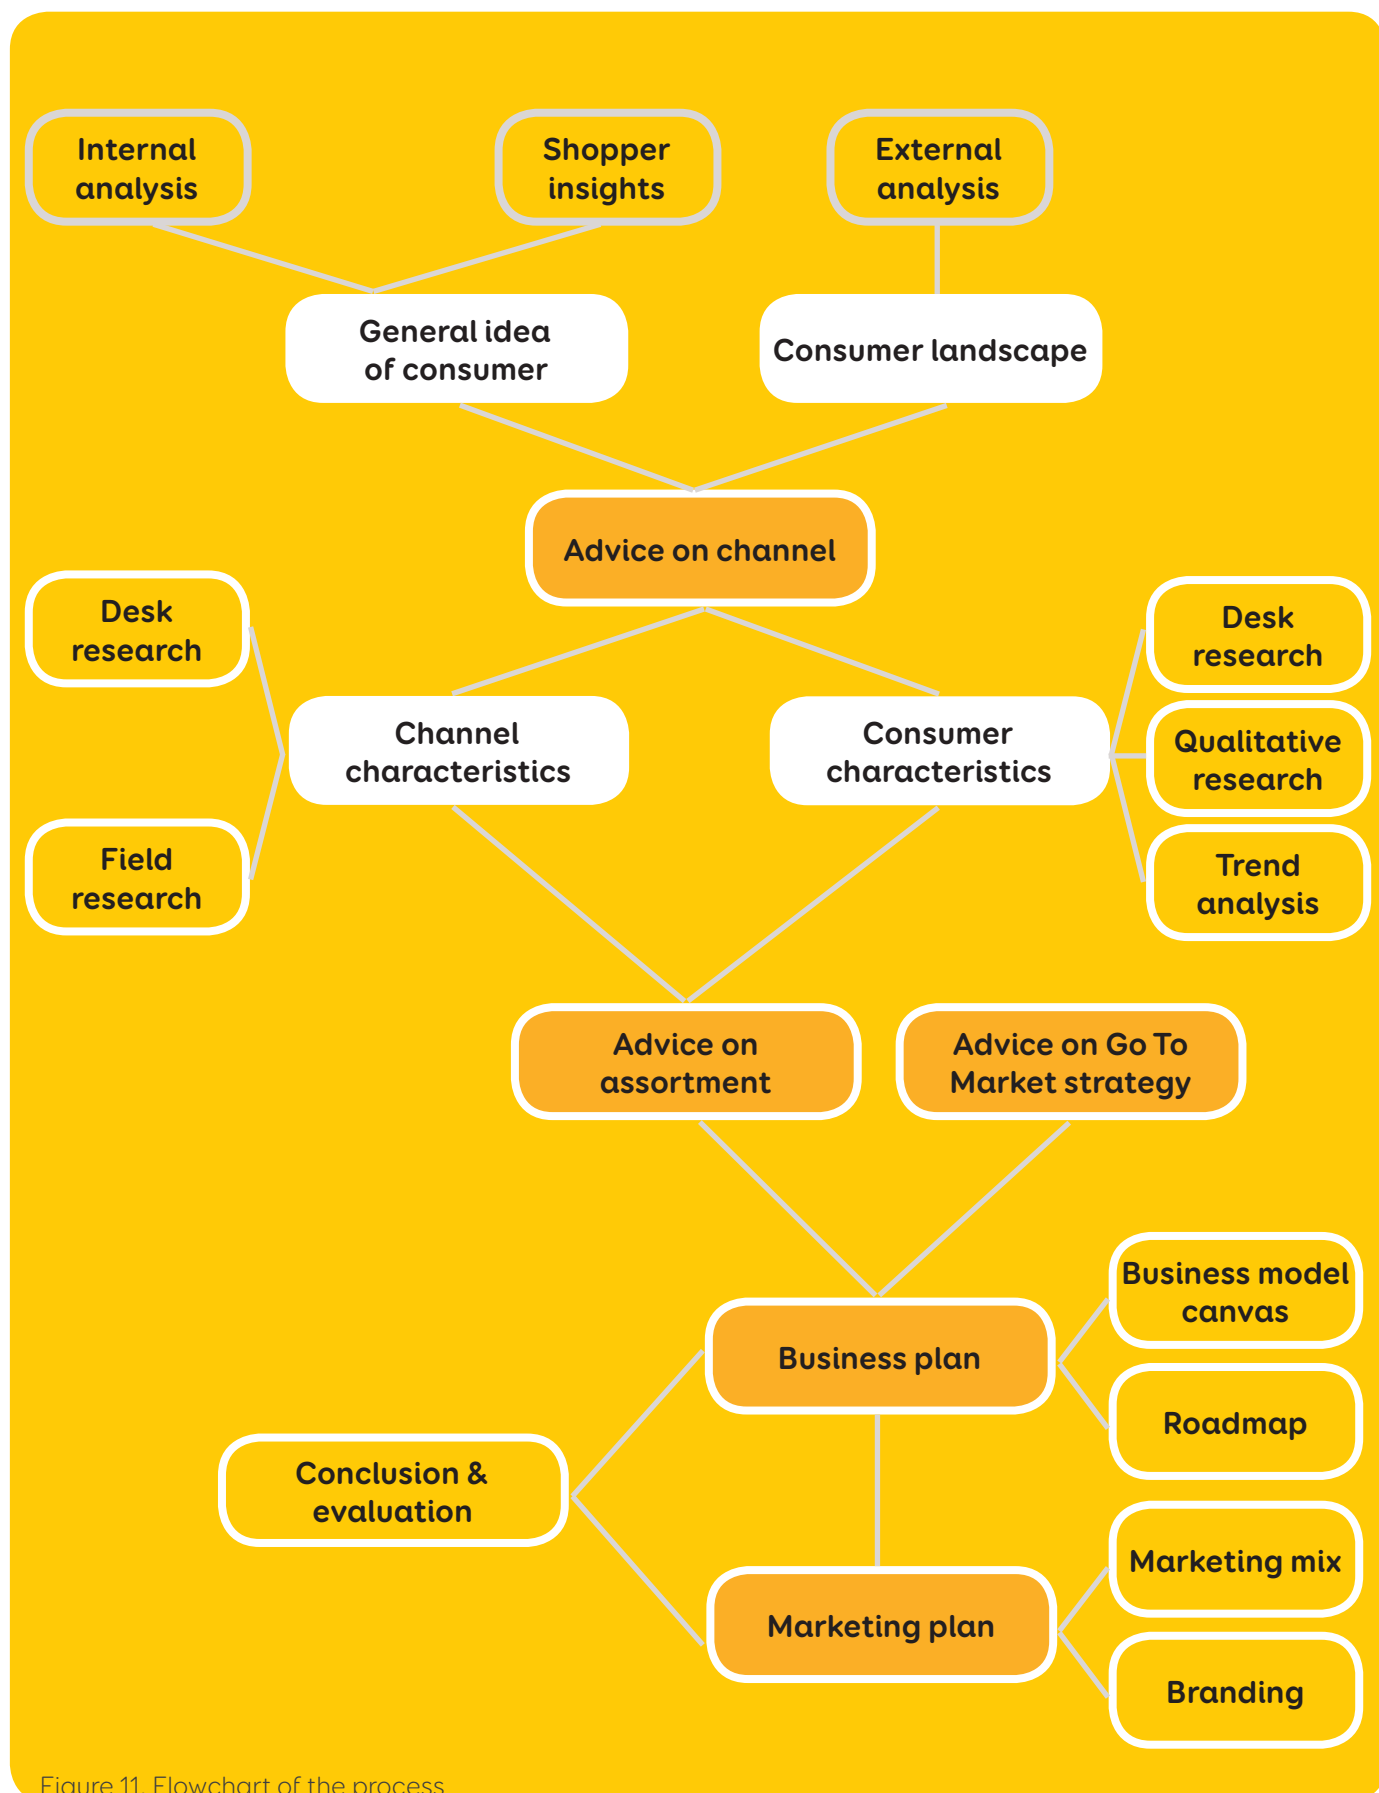 Internal
analysis
Shopper
insights
External
analysis
General idea
of consumer
Consumer landscape
Advice on channel
Desk
research
Desk
research
Channel
characteristics
Consumer
characteristics
Qualitative
research
Field
research
Trend
analysis
Advice on
assortment
Advice on Go To
Market strategy
Business model
canvas
Business plan
Roadmap
Conclusion &
evaluation
Marketing mix
Marketing plan
Branding
Figure 11. Flowchart of the process